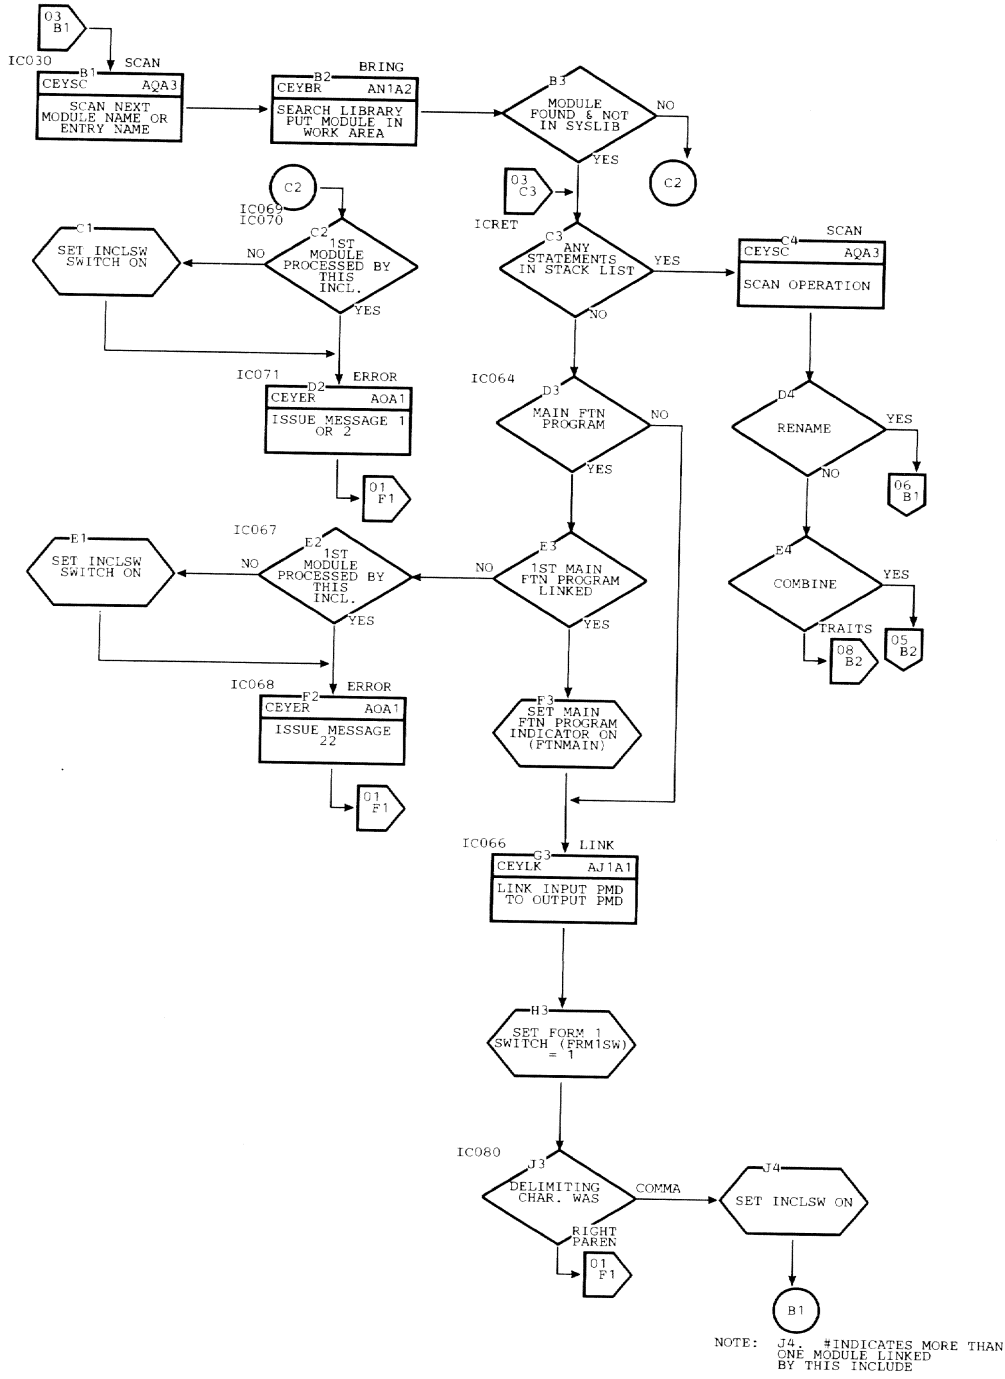 03
B1
IC030
B1 SCAN
CEYSC AQA3
SCAN NEXT
MODULE NAME OR
ENTRY NAME
B2 BRING
CEYBR AN1A2
SEARCH LIBRARY
PUT MODULE IN
WORK AREA
B3
MODULE
FOUND & NOT
IN SYSLIB
NO
YES
C2
03
C3
ICRET
C2
IC069
IC070
C1
SET INCLSW
SWITCH ON
NO
C2
1ST
MODULE
PROCESSED BY
THIS
INCL.
YES
C3
ANY
STATEMENTS
IN STACK LIST
YES
NO
C4 SCAN
CEYSC AQA3
SCAN OPERATION
IC071
D2 ERROR
CEYER AOA1
ISSUE MESSAGE 1
OR 2
01
F1
IC064
D3
MAIN FTN
PROGRAM
NO
YES
D4
RENAME
YES
NO
06
B1
IC067
E1
SET INCLSW
SWITCH ON
NO
E2
1ST
MODULE
PROCESSED BY
THIS
INCL.
YES
NO
E3
1ST MAIN
FTN PROGRAM
LINKED
YES
E4
COMBINE
YES
TRAITS
05
B2
08
B2
IC068
F2 ERROR
CEYER AOA1
ISSUE MESSAGE
22
01
F1
F3
SET MAIN
FTN PROGRAM
INDICATOR ON
(FTNMAIN)
IC066
G3 LINK
CEYLK AJ1A1
LINK INPUT PMD
TO OUTPUT PMD
H3
SET FORM 1
SWITCH (FRM1SW)
= 1
IC080
J3
DELIMITING
CHAR. WAS
COMMA
RIGHT
PAREN
01
F1
J4
SET INCLSW ON
B1
NOTE: J4. #INDICATES MORE THAN
ONE MODULE LINKED
BY THIS INCLUDE